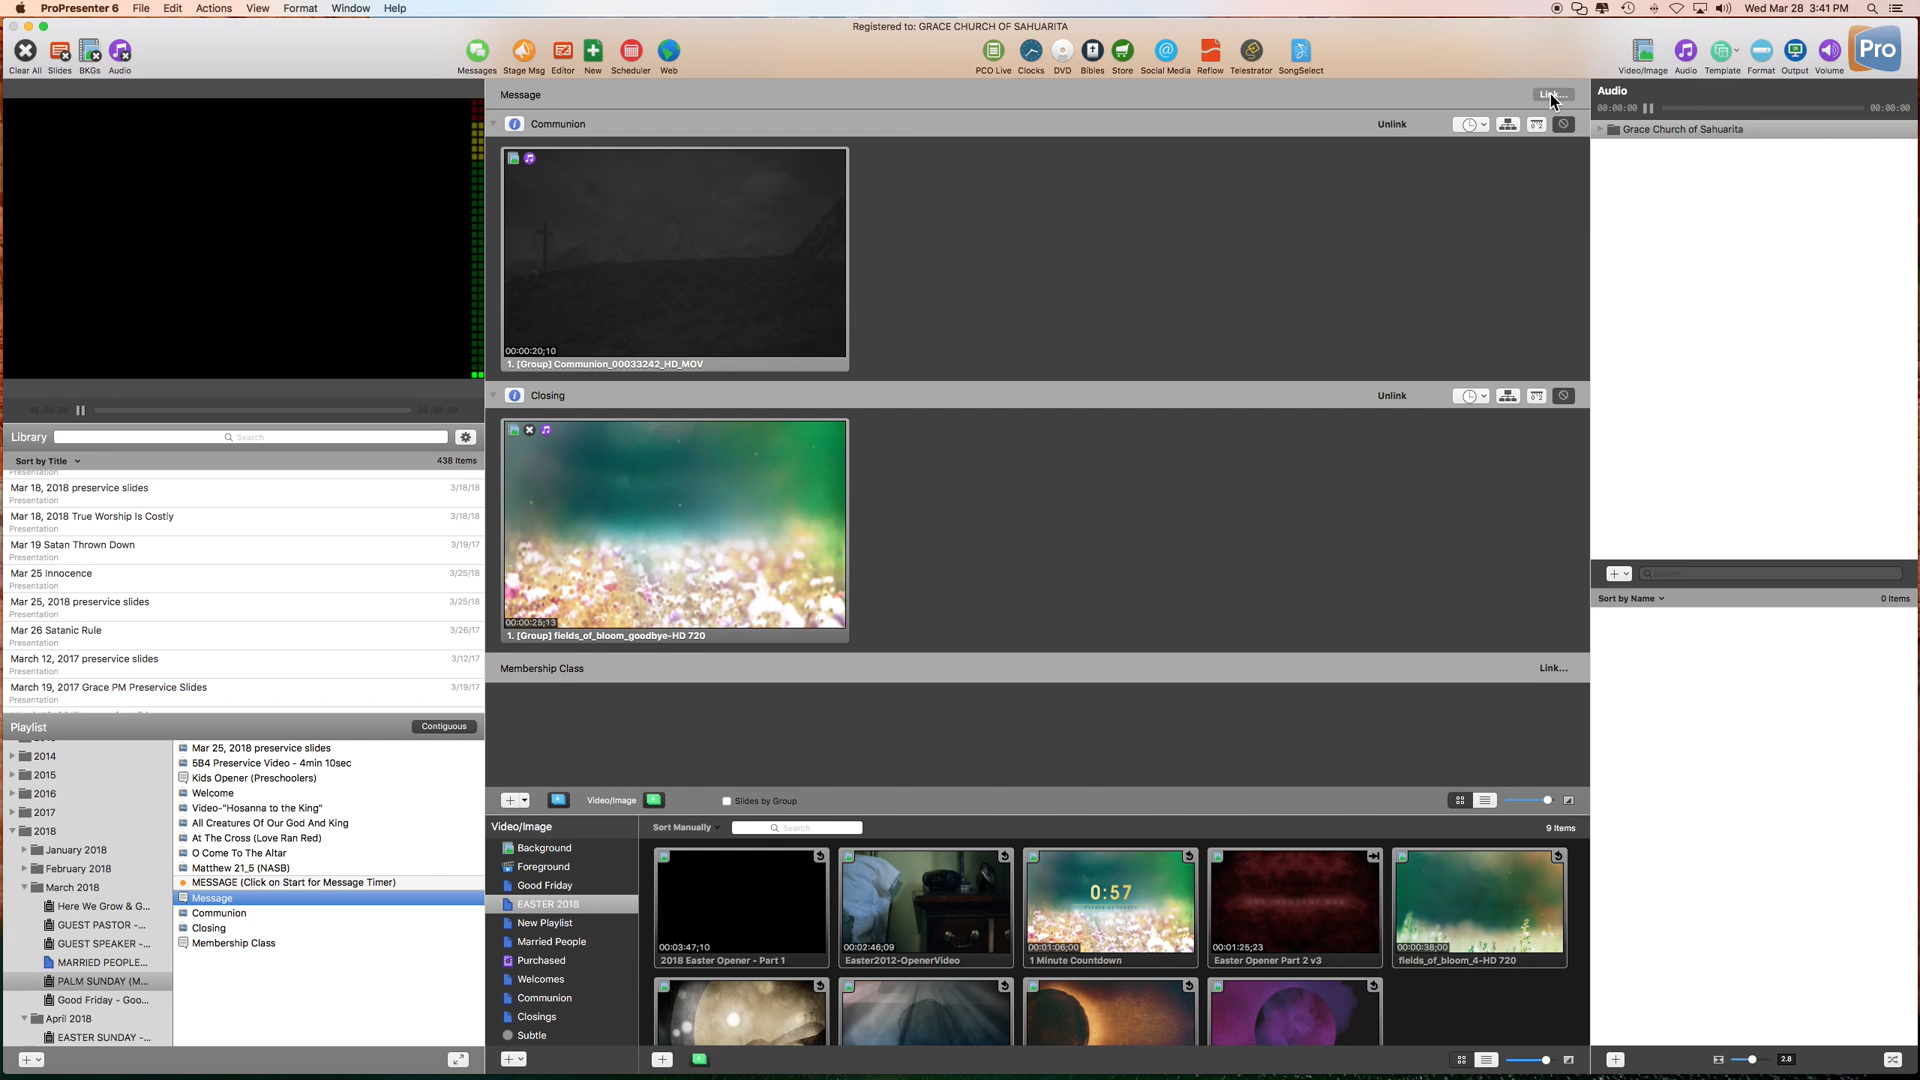 ProPresenter 6 File Edit Actions View Format Window Help
Wed Mar 28 3:41 PM
Registered to: GRACE CHURCH OF SAHUARITA
Clear All Slides BKGs Audio
Messages Stage Msg Editor New Scheduler Web
PCO Live Clocks DVD Bibles Store Social Media Reflow Telestrator SongSelect
Video/Image Audio Template Format Output Volume
Pro
Message
Link...
Communion
Unlink
00:00:20;10
1. [Group] Communion_00033242_HD_MOV
Closing
Unlink
00:00:25;13
1. [Group] fields_of_bloom_goodbye-HD 720
Membership Class
Link...
Audio
00:00:00
00:00:00
Grace Church of Sahuarita
Search
Sort by Name
0 Items
2.8
00:00:00
00:00:00
Library
Search
Sort by Title
438 Items
Presentation
Mar 18, 2018 preservice slides
3/18/18
Presentation
Mar 18, 2018 True Worship Is Costly
3/18/18
Presentation
Mar 19 Satan Thrown Down
3/19/17
Presentation
Mar 25 Innocence
3/25/18
Presentation
Mar 25, 2018 preservice slides
3/25/18
Presentation
Mar 26 Satanic Rule
3/26/17
Presentation
March 12, 2017 preservice slides
3/12/17
Presentation
March 19, 2017 Grace PM Preservice Slides
3/19/17
Presentation
Playlist
Contiguous
2014
2015
2016
2017
2018
January 2018
February 2018
March 2018
Here We Grow & G...
GUEST PASTOR -...
GUEST SPEAKER -...
MARRIED PEOPLE...
PALM SUNDAY (M...
Good Friday - Goo...
April 2018
EASTER SUNDAY -...
Mar 25, 2018 preservice slides
5B4 Preservice Video - 4min 10sec
Kids Opener (Preschoolers)
Welcome
Video-"Hosanna to the King"
All Creatures Of Our God And King
At The Cross (Love Ran Red)
O Come To The Altar
Matthew 21_5 (NASB)
MESSAGE (Click on Start for Message Timer)
Message
Communion
Closing
Membership Class
Video/Image
Slides by Group
Video/Image
Sort Manually
Search
9 Items
Background
Foreground
Good Friday
EASTER 2018
New Playlist
Married People
Purchased
Welcomes
Communion
Closings
Subtle
00:03:47;10
2018 Easter Opener - Part 1
00:02:46;09
Easter2012-OpenerVideo
0:57
00:01:06;00
1 Minute Countdown
00:01:25;23
Easter Opener Part 2 v3
00:00:38;00
fields_of_bloom_4-HD 720